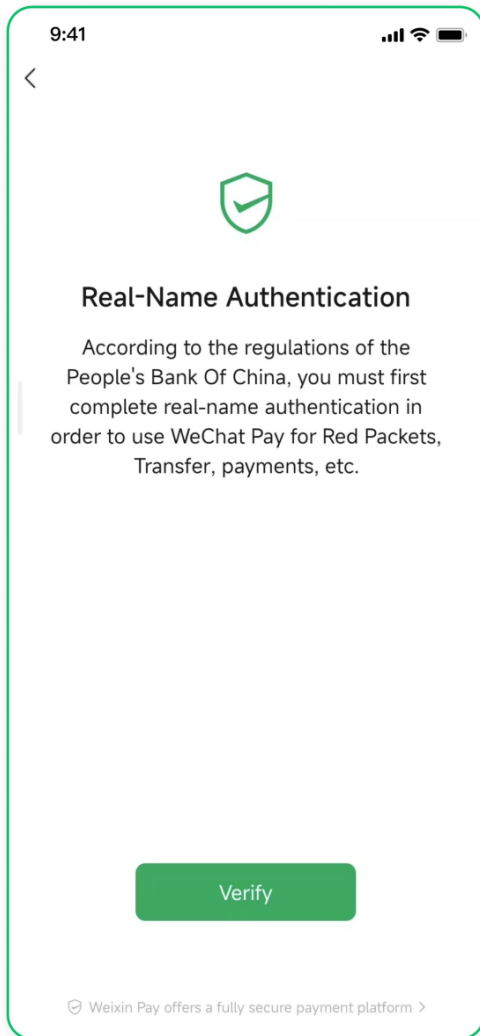 9:41
Real-Name Authentication
According to the regulations of the
People's Bank Of China, you must first
complete real-name authentication in
order to use WeChat Pay for Red Packets,
Transfer, payments, etc.
Verify
Weixin Pay offers a fully secure payment platform